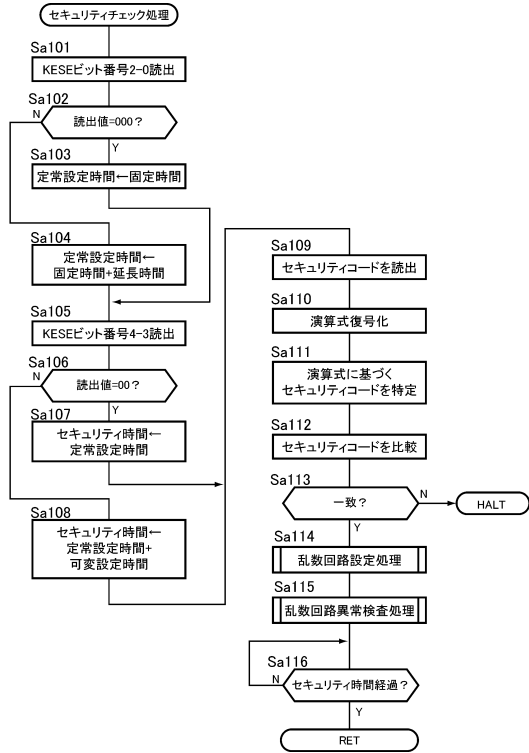 セキュリティチェック処理
Sa101
KESEビット番号2-0読出
Sa102
N
読出値=000？
Y
Sa103
定常設定時間←固定時間
Sa104
定常設定時間←
固定時間+延長時間
Sa105
KESEビット番号4-3読出
Sa106
N
読出値=00？
Y
Sa107
セキュリティ時間←
定常設定時間
Sa108
セキュリティ時間←
定常設定時間+
可変設定時間
Sa109
セキュリティコードを読出
Sa110
演算式復号化
Sa111
演算式に基づく
セキュリティコードを特定
Sa112
セキュリティコードを比較
Sa113
一致？
N
HALT
Y
Sa114
乱数回路設定処理
Sa115
乱数回路異常検査処理
Sa116
N
セキュリティ時間経過？
Y
RET